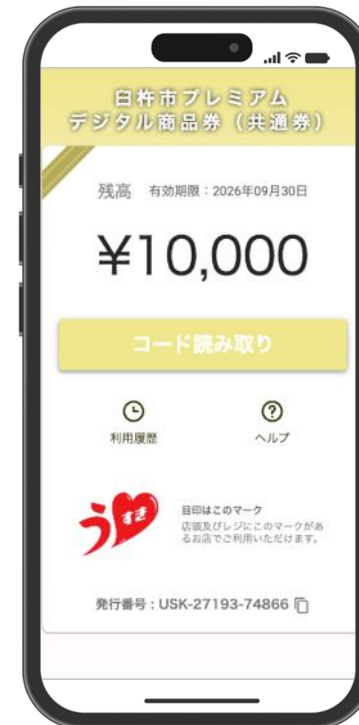 臼杵市プレミアム
デジタル商品券（共通券）
残高 有効期限：2026年09月30日
¥10,000
コード読み取り
利用履歴 ヘルプ
うすき
目印はこのマーク
店頭及びレジにこのマークがあ
るお店でご利用いただけます。
発行番号：USK-27193-74866